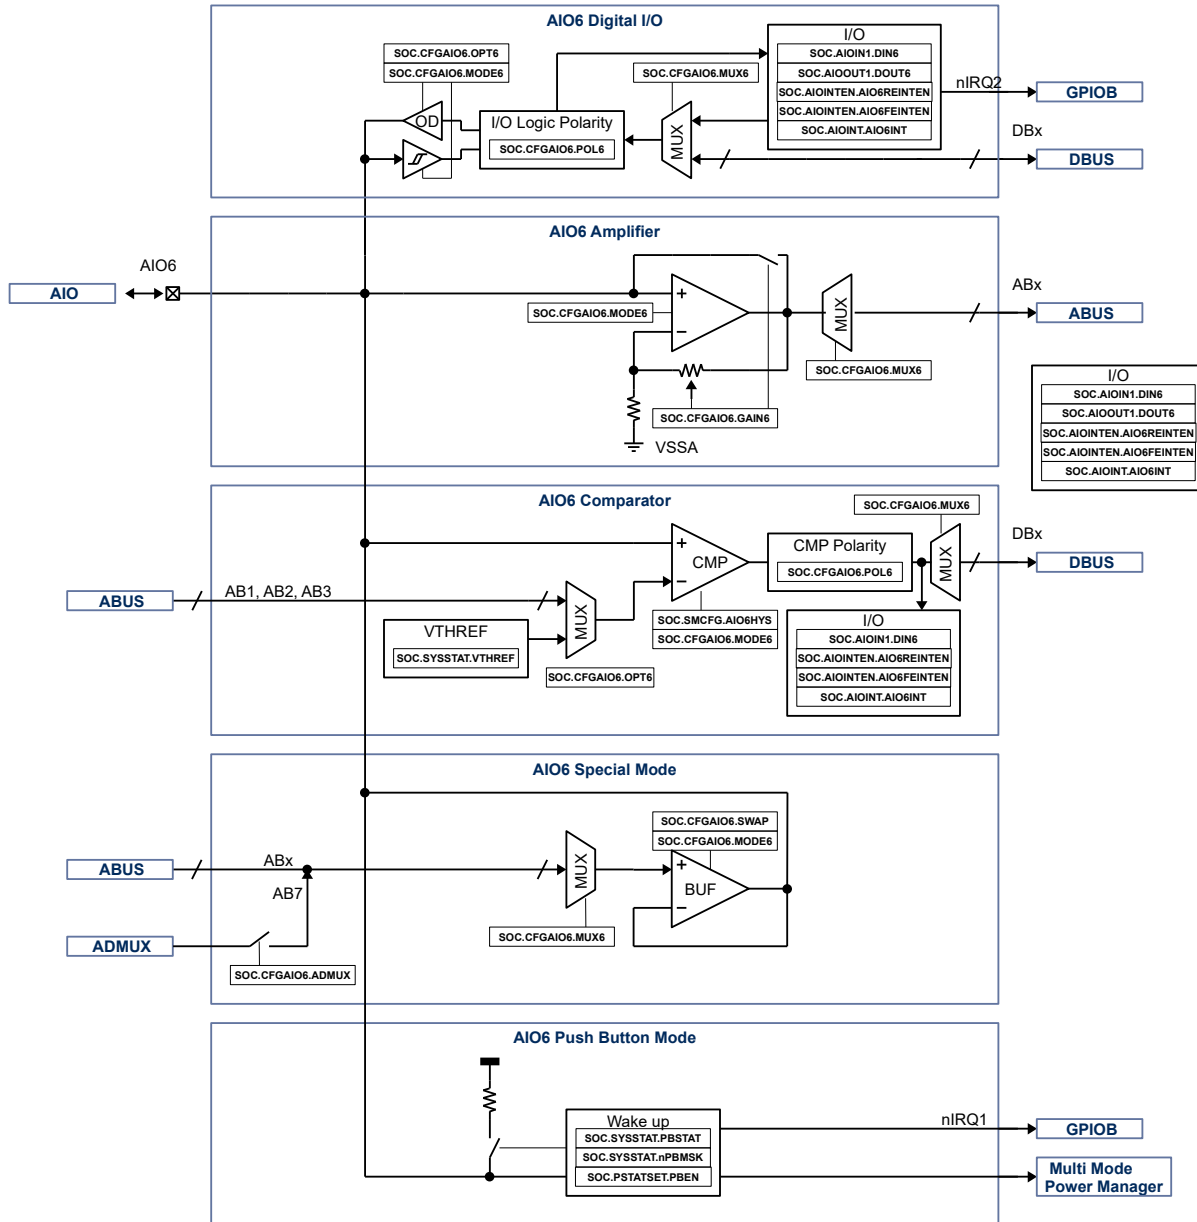 AIO6 Digital I/O
SOC.CFGAIO6.OPT6
SOC.CFGAIO6.MODE6
OD
I/O Logic Polarity
SOC.CFGAIO6.POL6
SOC.CFGAIO6.MUX6
MUX
I/O
SOC.AIOIN1.DIN6
SOC.AIOOUT1.DOUT6
SOC.AIOINTEN.AIO6REINTEN
SOC.AIOINTEN.AIO6FEINTEN
SOC.AIOINT.AIO6INT
nIRQ2
GPIOB
DBx
DBUS
AIO6 Amplifier
AIO6
AIO
SOC.CFGAIO6.MODE6
+
−
MUX
SOC.CFGAIO6.MUX6
SOC.CFGAIO6.GAIN6
VSSA
ABx
ABUS
I/O
SOC.AIOIN1.DIN6
SOC.AIOOUT1.DOUT6
SOC.AIOINTEN.AIO6REINTEN
SOC.AIOINTEN.AIO6FEINTEN
SOC.AIOINT.AIO6INT
AIO6 Comparator
ABUS
AB1, AB2, AB3
VTHREF
SOC.SYSSTAT.VTHREF
MUX
SOC.CFGAIO6.OPT6
+
−
CMP
SOC.SMCFG.AIO6HYS
SOC.CFGAIO6.MODE6
CMP Polarity
SOC.CFGAIO6.POL6
SOC.CFGAIO6.MUX6
MUX
DBx
DBUS
I/O
SOC.AIOIN1.DIN6
SOC.AIOINTEN.AIO6REINTEN
SOC.AIOINTEN.AIO6FEINTEN
SOC.AIOINT.AIO6INT
AIO6 Special Mode
ABUS
ABx
AB7
ADMUX
SOC.CFGAIO6.ADMUX
MUX
SOC.CFGAIO6.MUX6
SOC.CFGAIO6.SWAP
SOC.CFGAIO6.MODE6
+
BUF
−
AIO6 Push Button Mode
Wake up
SOC.SYSSTAT.PBSTAT
SOC.SYSSTAT.nPBMSK
SOC.PSTATSET.PBEN
nIRQ1
GPIOB
Multi Mode
Power Manager